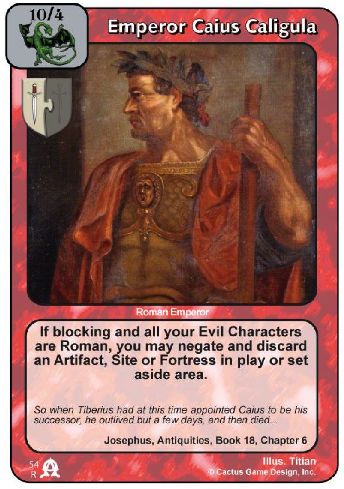 10/4
Emperor Caius Caligula
Roman Emperor
If blocking and all your Evil Characters
are Roman, you may negate and discard
an Artifact, Site or Fortress in play or set
aside area.
So when Tiberius had at this time appointed Caius to be his
successor, he outlived but a few days, and then died...
Josephus, Antiquities, Book 18, Chapter 6
54
R
Illus. Titian
© Cactus Game Design, Inc.